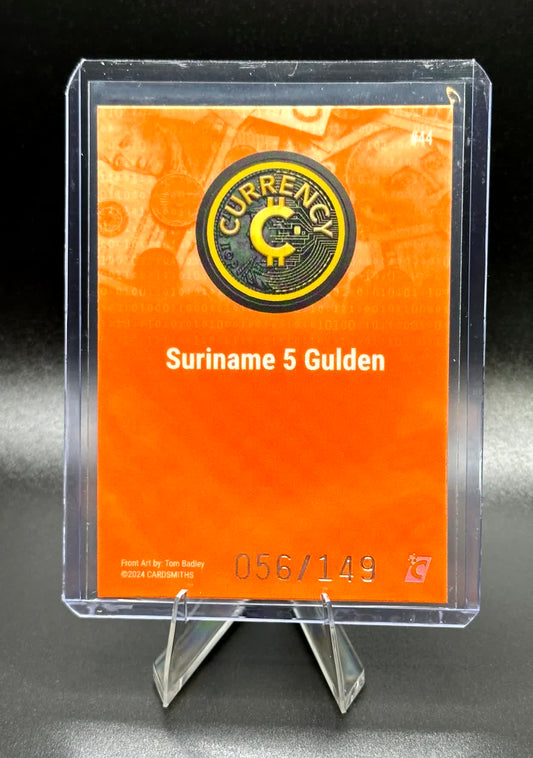 #44
CURRENCY
Suriname 5 Gulden
Front Art by: Tom Badley
©2024 CARDSMITHS
056/149